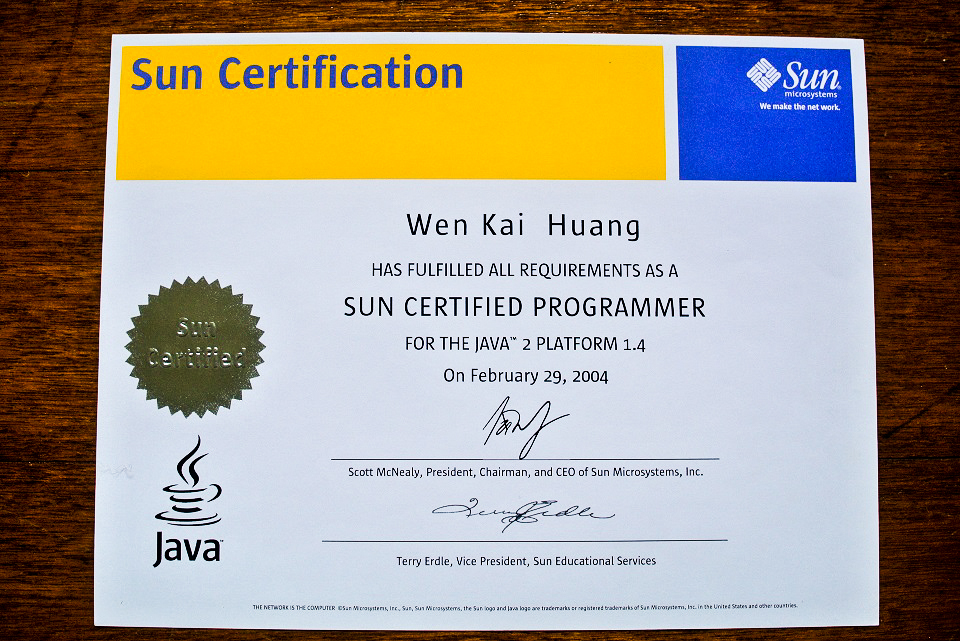 Sun Certification
Sun
microsystems
We make the net work.
Wen Kai Huang
HAS FULFILLED ALL REQUIREMENTS AS A
SUN CERTIFIED PROGRAMMER
FOR THE JAVA™ 2 PLATFORM 1.4
On February 29, 2004
Sun
Certified
Scott McNealy, President, Chairman, and CEO of Sun Microsystems, Inc.
Terry Erdle
Terry Erdle, Vice President, Sun Educational Services
Java™
THE NETWORK IS THE COMPUTER ©Sun Microsystems, Inc., Sun, Sun Microsystems, the Sun logo and Java logo are trademarks or registered trademarks of Sun Microsystems, Inc. in the United States and other countries.